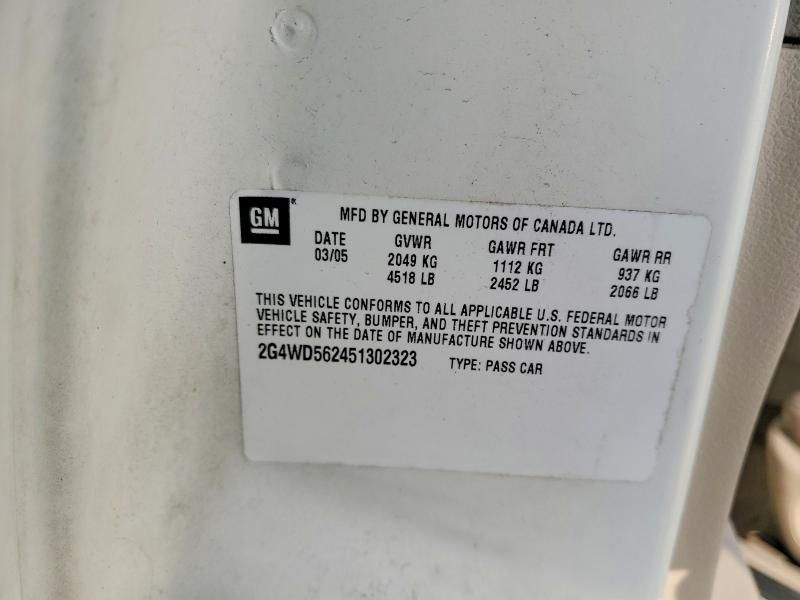 GM®
MFD BY GENERAL MOTORS OF CANADA LTD.
DATE GVWR GAWR FRT GAWR RR
03/05 2049 KG 1112 KG 937 KG
4518 LB 2452 LB 2066 LB
THIS VEHICLE CONFORMS TO ALL APPLICABLE U.S. FEDERAL MOTOR
VEHICLE SAFETY, BUMPER, AND THEFT PREVENTION STANDARDS IN
EFFECT ON THE DATE OF MANUFACTURE SHOWN ABOVE.
2G4WD562451302323 TYPE: PASS CAR